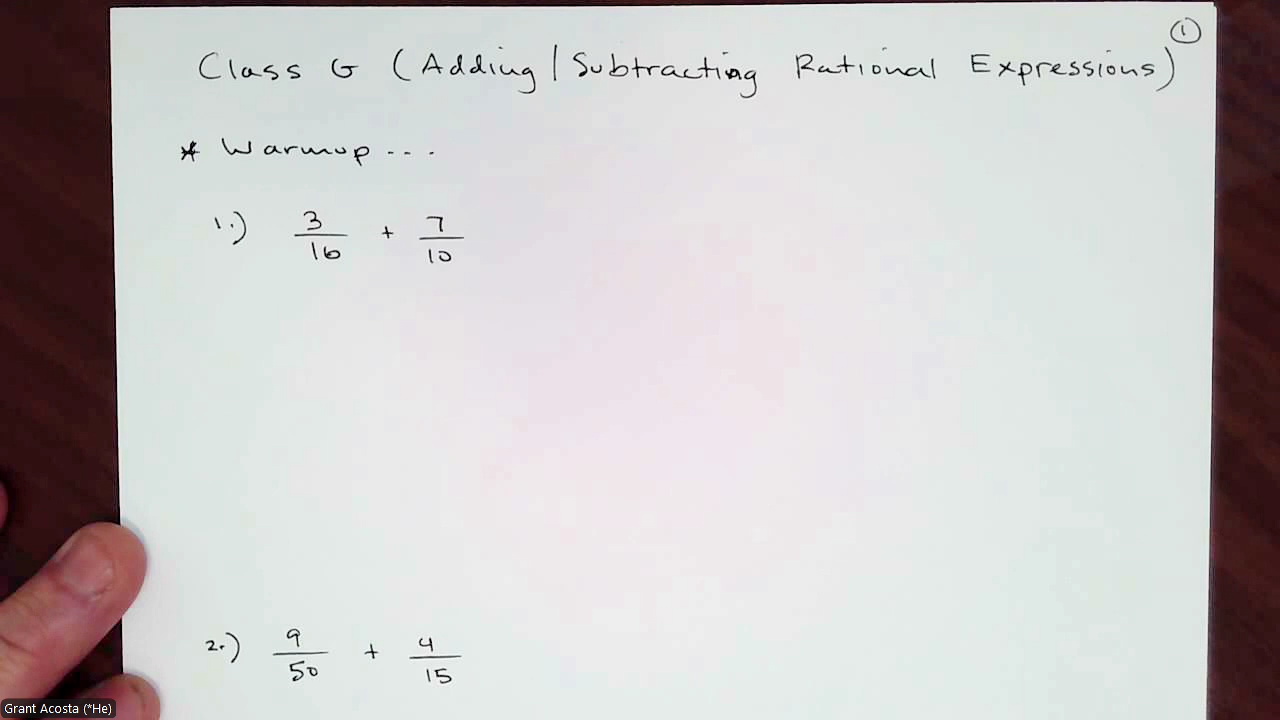 ①
Class G (Adding/Subtracting Rational Expressions)
* Warmup ...
1.) 3/16 + 7/10
2.) 9/50 + 4/15
Grant Acosta (*He)